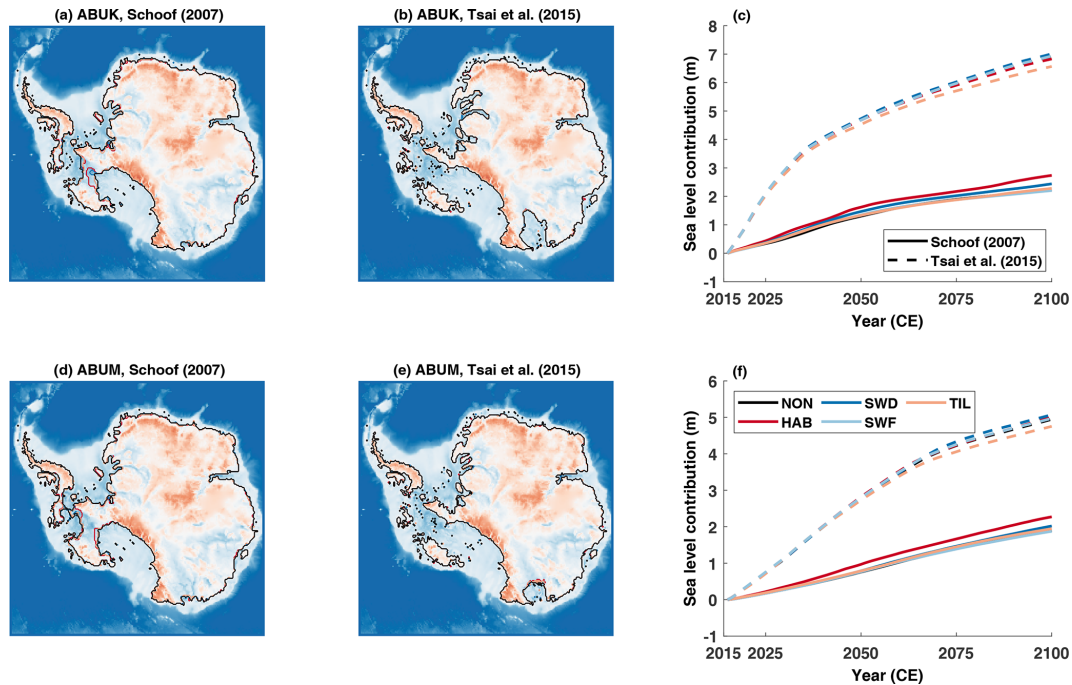 (a) ABUK, Schoof (2007)
(b) ABUK, Tsai et al. (2015)
(c)
Sea level contribution (m)
8
7
6
5
4
3
2
1
0
-1
Schoof (2007)
Tsai et al. (2015)
2015 2025 2050 2075 2100
Year (CE)
(d) ABUM, Schoof (2007)
(e) ABUM, Tsai et al. (2015)
(f)
Sea level contribution (m)
6
5
4
3
2
1
0
-1
NON SWD TIL
HAB SWF
2015 2025 2050 2075 2100
Year (CE)